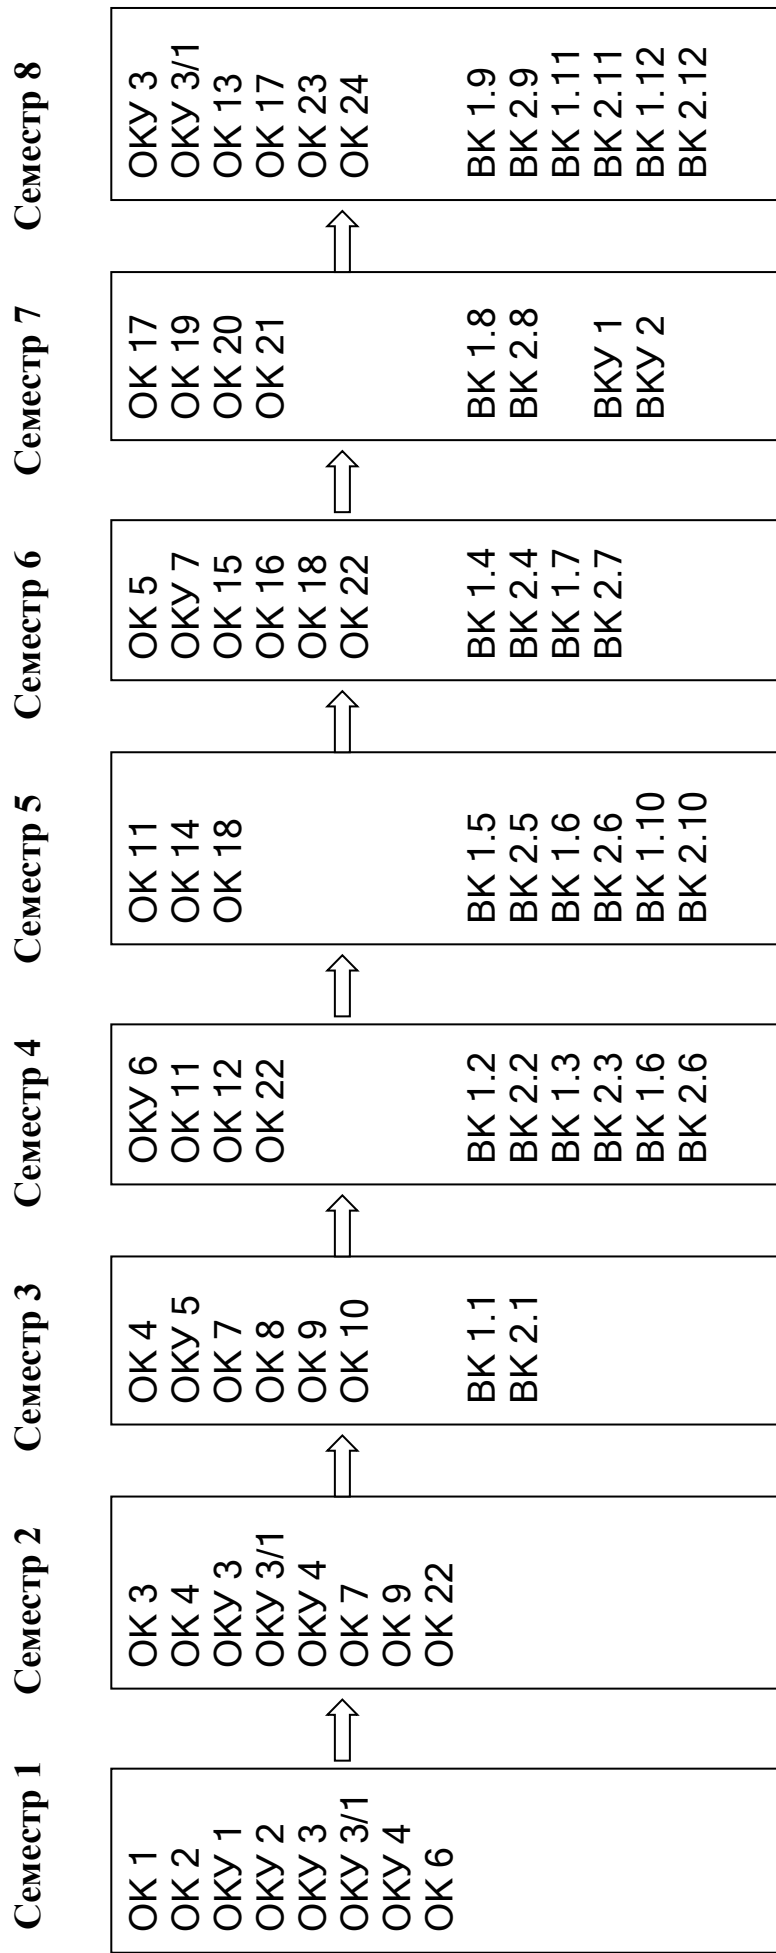 Семестр 1
ОК 1
ОК 2
ОКУ 1
ОКУ 2
ОКУ 3
ОКУ 3/1
ОКУ 4
ОК 6
Семестр 2
ОК 3
ОК 4
ОКУ 3
ОКУ 3/1
ОКУ 4
ОК 7
ОК 9
ОК 22
Семестр 3
ОК 4
ОКУ 5
ОК 7
ОК 8
ОК 9
ОК 10
ВК 1.1
ВК 2.1
Семестр 4
ОКУ 6
ОК 11
ОК 12
ОК 22
ВК 1.2
ВК 2.2
ВК 1.3
ВК 2.3
ВК 1.6
ВК 2.6
Семестр 5
ОК 11
ОК 14
ОК 18
ВК 1.5
ВК 2.5
ВК 1.6
ВК 2.6
ВК 1.10
ВК 2.10
Семестр 6
ОК 5
ОКУ 7
ОК 15
ОК 16
ОК 18
ОК 22
ВК 1.4
ВК 2.4
ВК 1.7
ВК 2.7
Семестр 7
ОК 17
ОК 19
ОК 20
ОК 21
ВК 1.8
ВК 2.8
ВКУ 1
ВКУ 2
Семестр 8
ОКУ 3
ОКУ 3/1
ОК 13
ОК 17
ОК 23
ОК 24
ВК 1.9
ВК 2.9
ВК 1.11
ВК 2.11
ВК 1.12
ВК 2.12